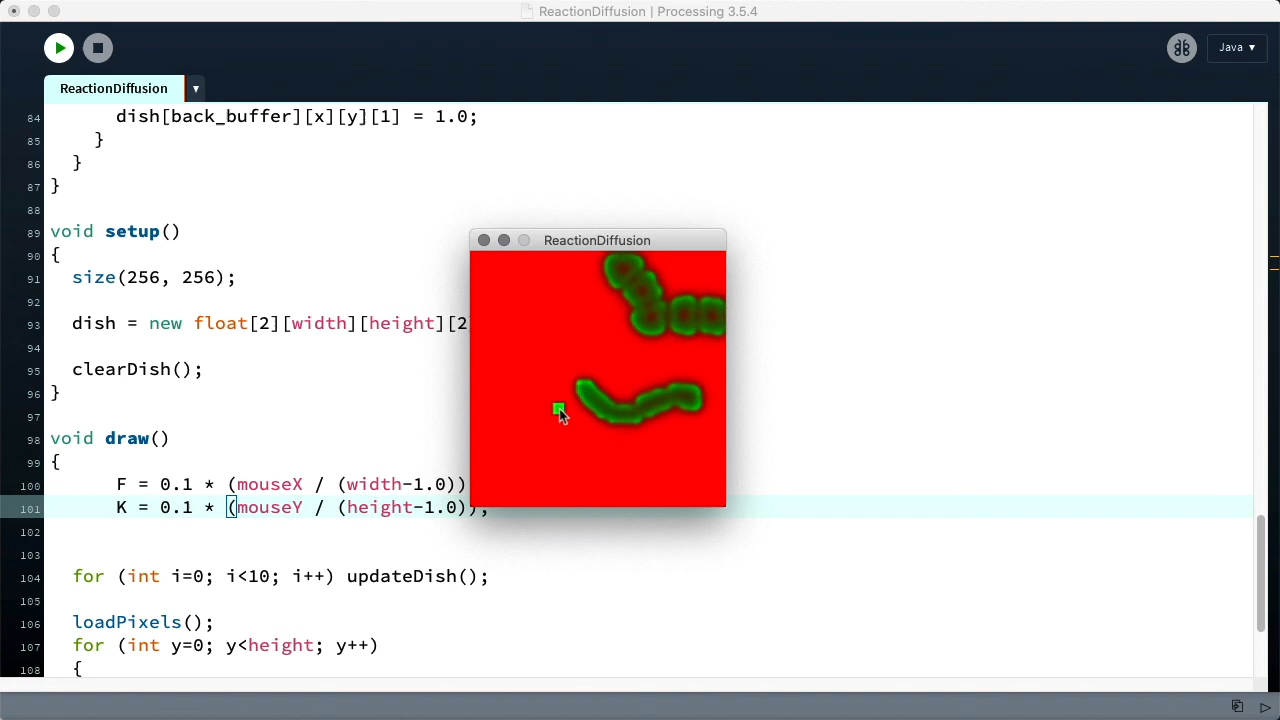 ReactionDiffusion | Processing 3.5.4
Java ▼
ReactionDiffusion ▼
84 dish[back_buffer][x][y][1] = 1.0;
85 }
86 }
87 }
88
89 void setup()
90 {
91 size(256, 256);
92
93 dish = new float[2][width][height][2
94
95 clearDish();
96 }
97
98 void draw()
99 {
100 F = 0.1 * (mouseX / (width-1.0))
101 K = 0.1 * (mouseY / (height-1.0));
102
103
104 for (int i=0; i<10; i++) updateDish();
105
106 loadPixels();
107 for (int y=0; y<height; y++)
108 {
ReactionDiffusion